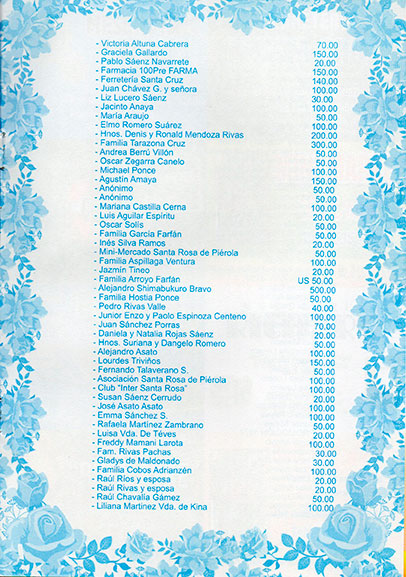 - Victoria Altuna Cabrera 70.00
- Graciela Gallardo 150.00
- Pablo Sáenz Navarrete 20.00
- Farmacia 100Pre FARMA 150.00
- Ferretería Santa Cruz 140.00
- Juan Chávez G. y señora 100.00
- Liz Lucero Sáenz 30.00
- Jacinto Anaya 100.00
- María Araujo 50.00
- Elmo Romero Suárez 100.00
- Hnos. Denis y Ronald Mendoza Rivas 200.00
- Familia Tarazona Cruz 300.00
- Andrea Berrú Villón 50.00
- Oscar Zegarra Canelo 50.00
- Michael Ponce 100.00
- Agustín Amaya 150.00
- Anónimo 50.00
- Anónimo 50.00
- Mariana Castilla Cerna 100.00
- Luis Aguilar Espíritu 20.00
- Oscar Solís 50.00
- Familia García Farfán 50.00
- Inés Silva Ramos 20.00
- Mini-Mercado Santa Rosa de Piérola 50.00
- Familia Aspillaga Ventura 100.00
- Jazmín Tineo 20.00
- Familia Arroyo Farfán US 50.00
- Alejandro Shimabukuro Bravo 500.00
- Familia Hostia Ponce 50.00
- Pedro Rivas Valle 40.00
- Junior Enzo y Paolo Espinoza Centeno 100.00
- Juan Sánchez Porras 70.00
- Daniela y Natalia Rojas Sáenz 20.00
- Hnos. Suriana y Dangelo Romero 50.00
- Alejandro Asato 100.00
- Lourdes Triviños 150.00
- Fernando Talaverano S. 50.00
- Asociación Santa Rosa de Piérola 100.00
- Club "Inter Santa Rosa" 100.00
- Susan Sáenz Cerrudo 20.00
- José Asato Asato 100.00
- Emma Sánchez S. 100.00
- Rafaela Martínez Zambrano 50.00
- Luisa Vda. De Téves 20.00
- Freddy Mamani Larota 100.00
- Fam. Rivas Pachas 30.00
- Gladys de Maldonado 30.00
- Familia Cobos Adrianzén 100.00
- Raúl Ríos y esposa 20.00
- Raúl Rivas y esposa 20.00
- Raúl Chavalía Gámez 50.00
- Liliana Martinez Vda. de Kina 100.00